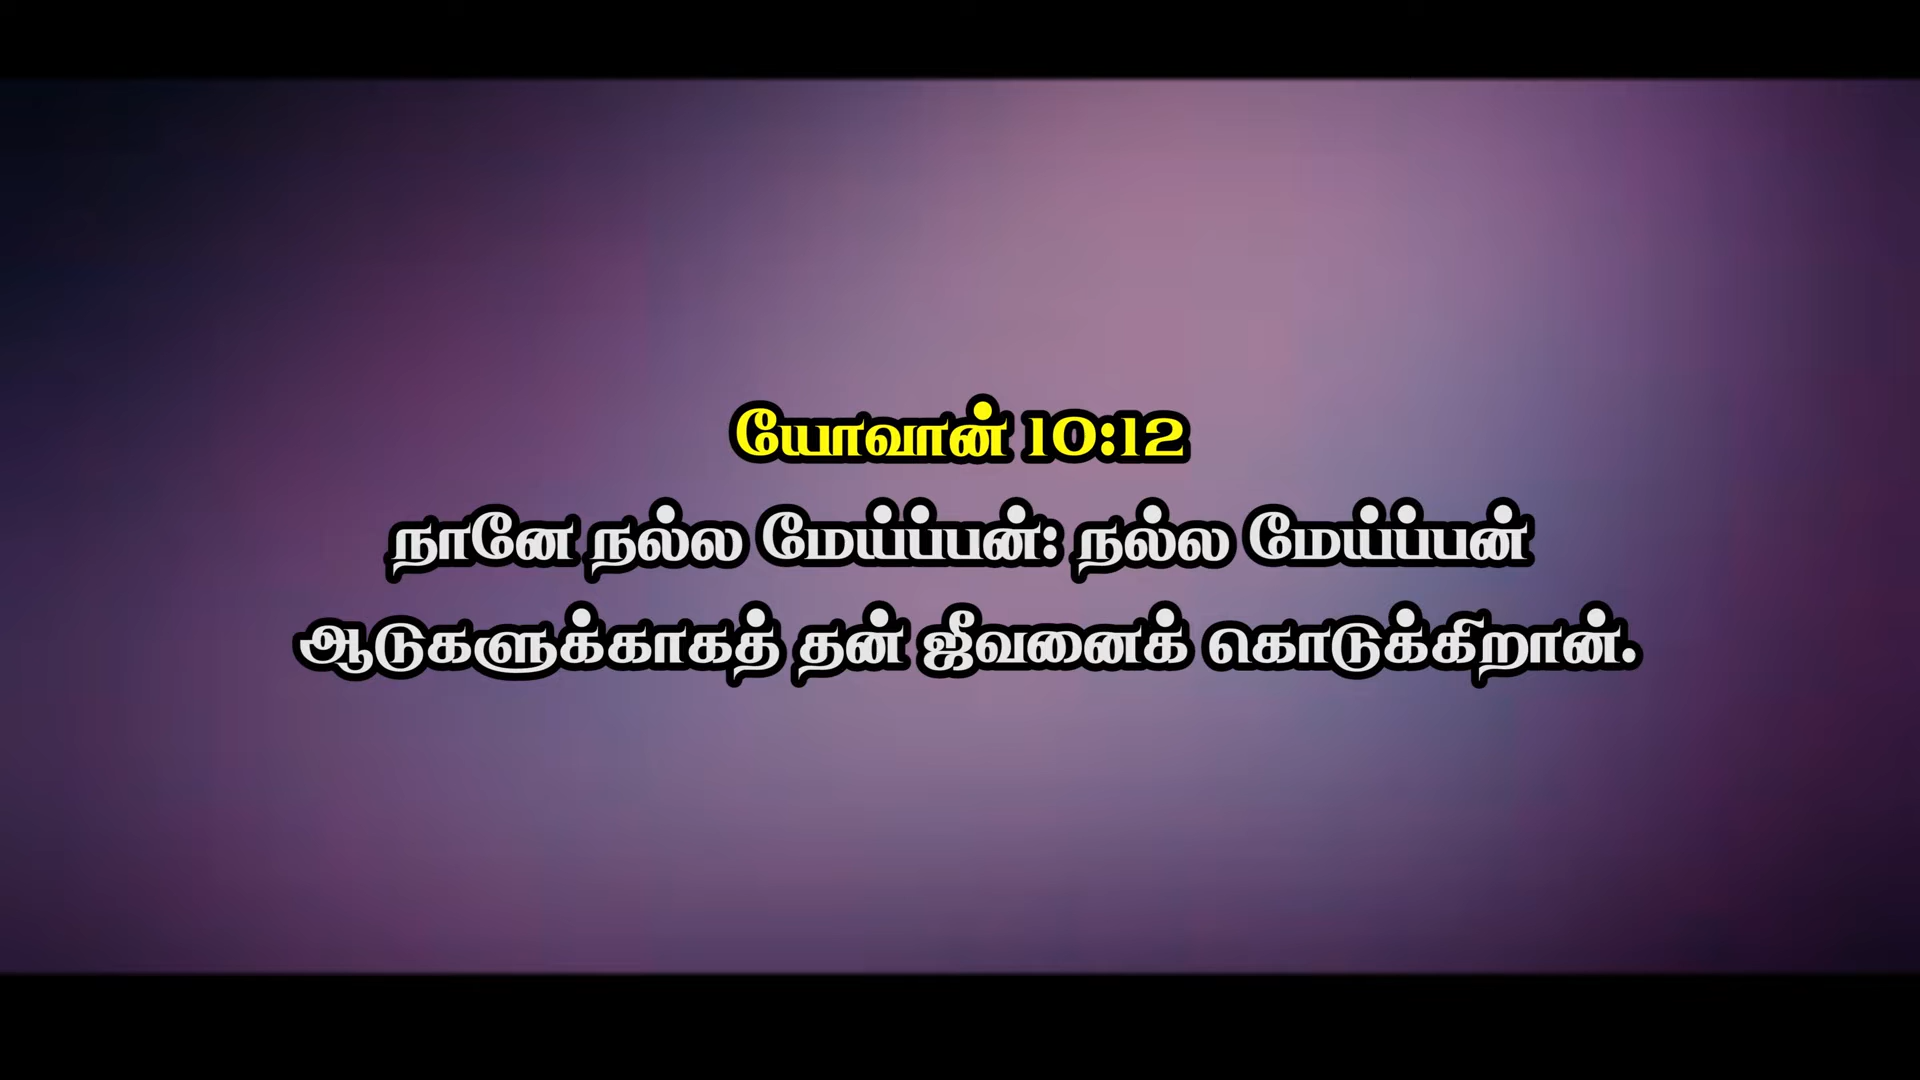 யோவான் 10:12
நானே நல்ல மேய்ப்பன்: நல்ல மேய்ப்பன்
ஆடுகளுக்காகத் தன் ஜீவனைக் கொடுக்கிறான்.